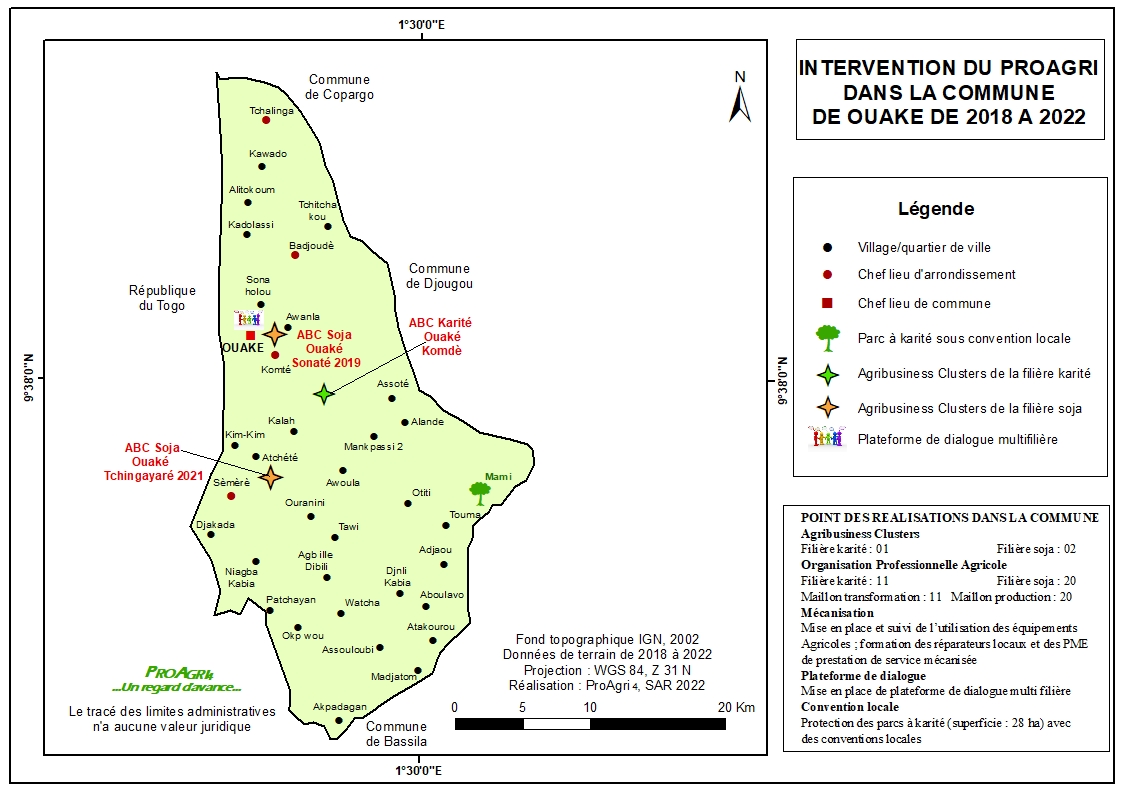 1°30'0"E
INTERVENTION DU PROAGRI
DANS LA COMMUNE
DE OUAKE DE 2018 A 2022
N
Commune
de Copargo
Tchalinga
Kawado
Alitokoum
Tchitcha
kou
Kadolassi
Badjoudè
Commune
de Djougou
Sona
holou
République
du Togo
Awanla
OUAKE
ABC Soja
Ouaké
Sonaté 2019
ABC Karité
Ouaké
Komdè
Komté
9°38'0"N
9°38'0"N
Assoté
Alande
Kalah
Kim-Kim
Mankpassi 2
Atchété
ABC Soja
Ouaké
Tchingayaré 2021
Awoula
Mami
Sèmèrè
Otiti
Ouranini
Touma
Djakada
Tawi
Adjaou
Agbille
Dibili
Niagba
Kabia
Djnli
Kabia
Aboulavo
Patchayan
Watcha
Atakourou
Okp wou
Assouloubi
Madjatom
Akpadagan
Commune
de Bassila
Fond topographique IGN, 2002
Données de terrain de 2018 à 2022
Projection : WGS 84, Z 31 N
Réalisation : ProAgri 4, SAR 2022
0 5 10 20 Km
PROAGRI4
...Un regard d'avance...
Le tracé des limites administratives
n'a aucune valeur juridique
1°30'0"E
Légende
Village/quartier de ville
Chef lieu d'arrondissement
Chef lieu de commune
Parc à karité sous convention locale
Agribusiness Clusters de la filière karité
Agribusiness Clusters de la filière soja
Plateforme de dialogue multifilière
POINT DES REALISATIONS DANS LA COMMUNE
Agribusiness Clusters
Filière karité : 01 Filière soja : 02
Organisation Professionnelle Agricole
Filière karité : 11 Filière soja : 20
Maillon transformation : 11 Maillon production : 20
Mécanisation
Mise en place et suivi de l'utilisation des équipements
Agricoles ; formation des réparateurs locaux et des PME
de prestation de service mécanisée
Plateforme de dialogue
Mise en place de plateforme de dialogue multi filière
Convention locale
Protection des parcs à karité (superficie : 28 ha) avec
des conventions locales